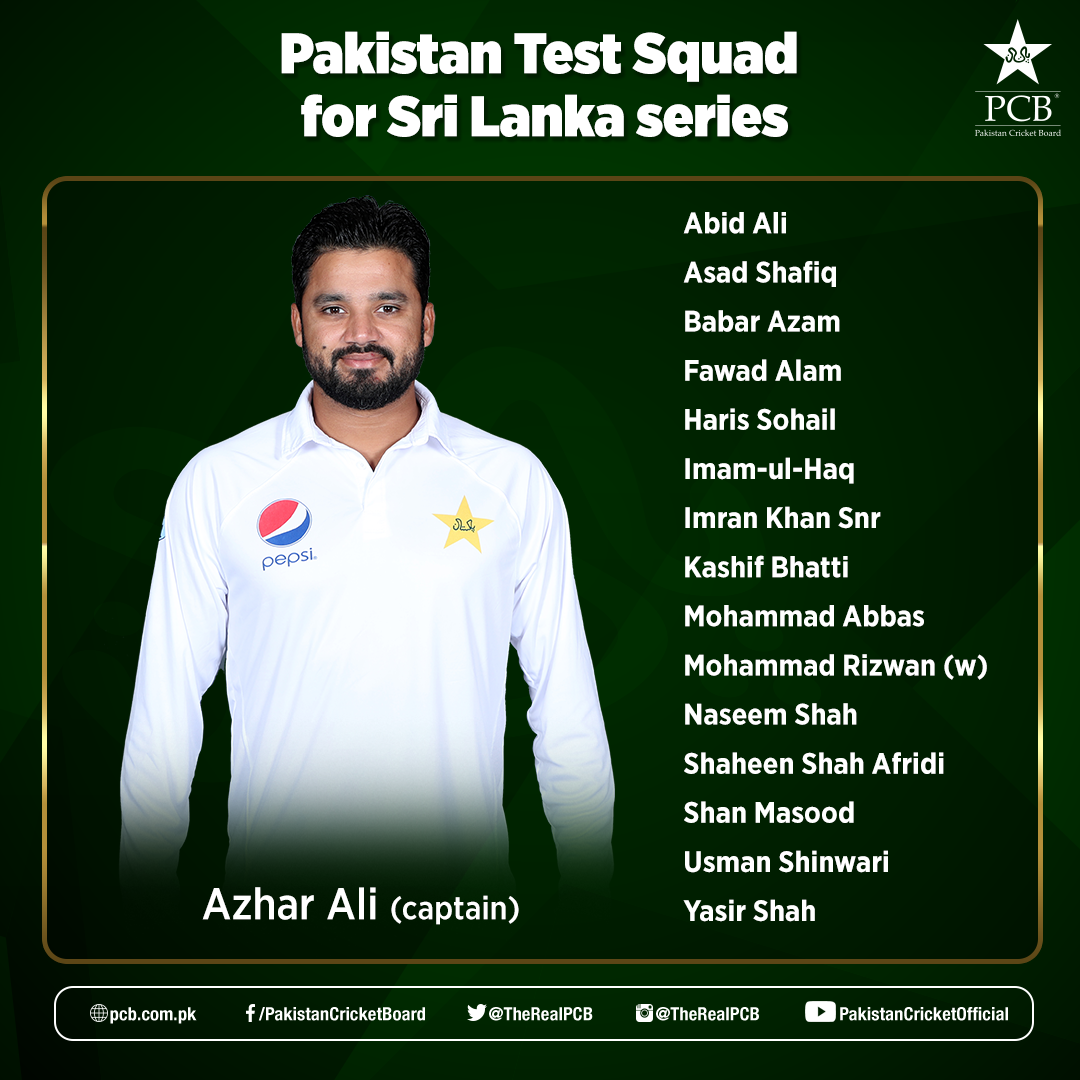 Pakistan Test Squad
for Sri Lanka series
PCB®
Pakistan Cricket Board
pepsi®
Azhar Ali (captain)
Abid Ali
Asad Shafiq
Babar Azam
Fawad Alam
Haris Sohail
Imam-ul-Haq
Imran Khan Snr
Kashif Bhatti
Mohammad Abbas
Mohammad Rizwan (w)
Naseem Shah
Shaheen Shah Afridi
Shan Masood
Usman Shinwari
Yasir Shah
pcb.com.pk
/PakistanCricketBoard
@TheRealPCB
@TheRealPCB
PakistanCricketOfficial